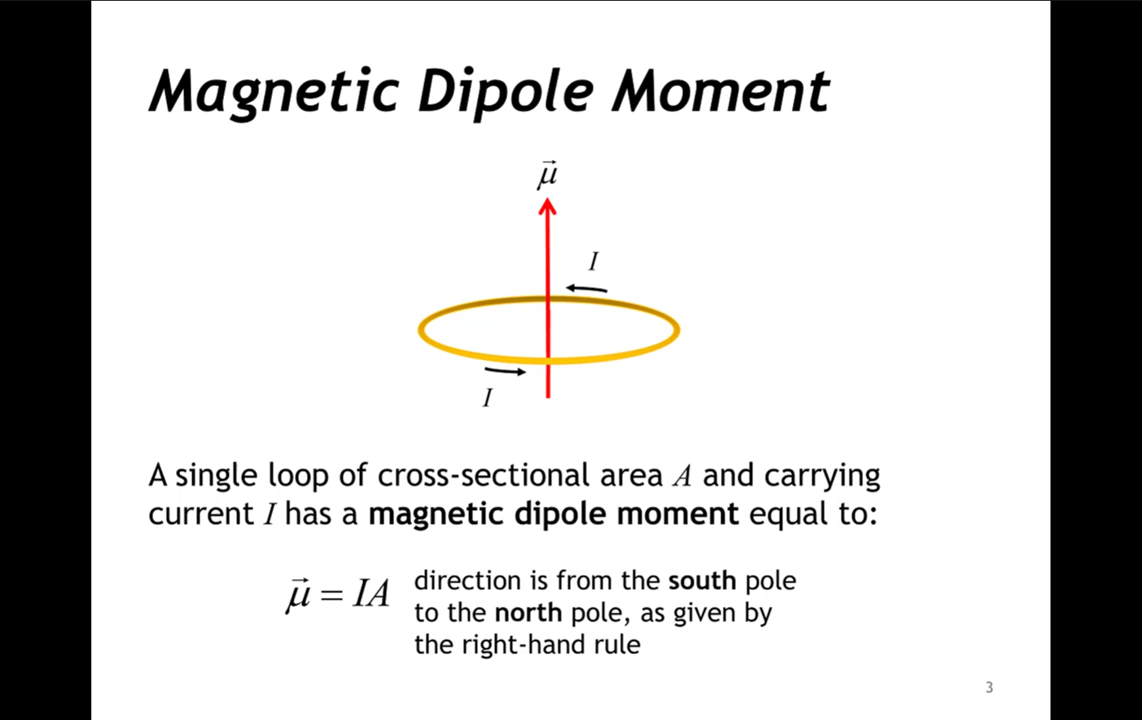 Magnetic Dipole Moment
μ⃗
I
I
A single loop of cross-sectional area A and carrying
current I has a magnetic dipole moment equal to:
μ⃗ = IA
direction is from the south pole
to the north pole, as given by
the right-hand rule
3